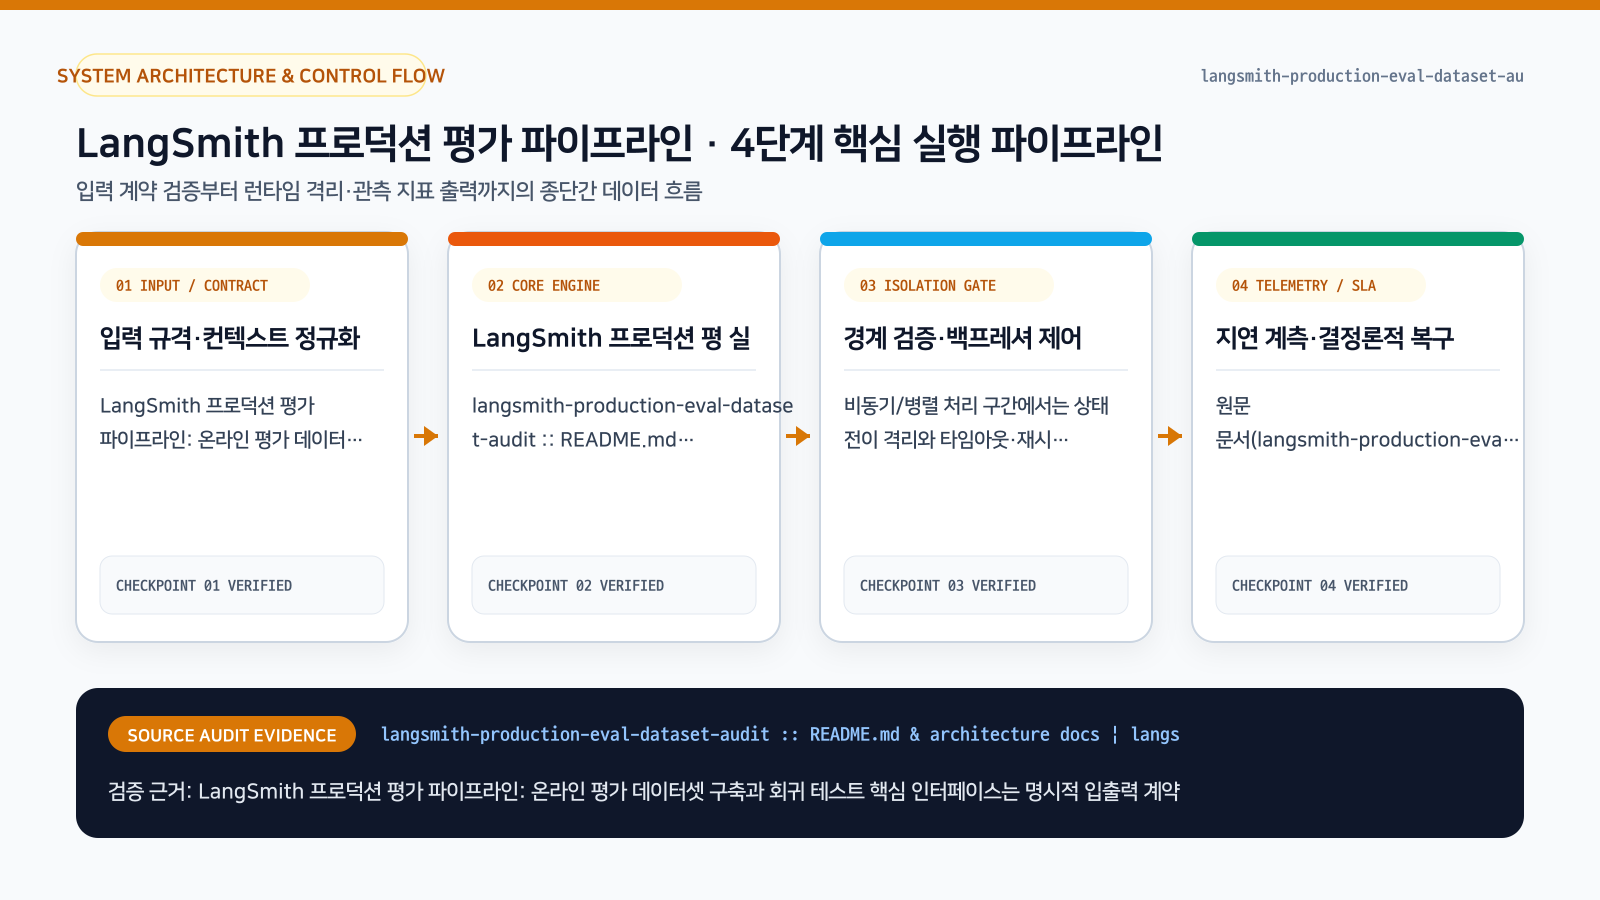 SYSTEM ARCHITECTURE & CONTROL FLOW
langsmith-production-eval-dataset-au
LangSmith 프로덕션 평가 파이프라인 · 4단계 핵심 실행 파이프라인
입력 계약 검증부터 런타임 격리·관측 지표 출력까지의 종단간 데이터 흐름
01 INPUT / CONTRACT
입력 규격·컨텍스트 정규화
LangSmith 프로덕션 평가
파이프라인: 온라인 평가 데이터…
CHECKPOINT 01 VERIFIED
02 CORE ENGINE
LangSmith 프로덕션 평 실
langsmith-production-eval-datase
t-audit :: README.md…
CHECKPOINT 02 VERIFIED
03 ISOLATION GATE
경계 검증·백프레셔 제어
비동기/병렬 처리 구간에서는 상태
전이 격리와 타임아웃·재시…
CHECKPOINT 03 VERIFIED
04 TELEMETRY / SLA
지연 계측·결정론적 복구
원문
문서(langsmith-production-eva…
CHECKPOINT 04 VERIFIED
SOURCE AUDIT EVIDENCE
langsmith-production-eval-dataset-audit :: README.md & architecture docs | langs
검증 근거: LangSmith 프로덕션 평가 파이프라인: 온라인 평가 데이터셋 구축과 회귀 테스트 핵심 인터페이스는 명시적 입출력 계약